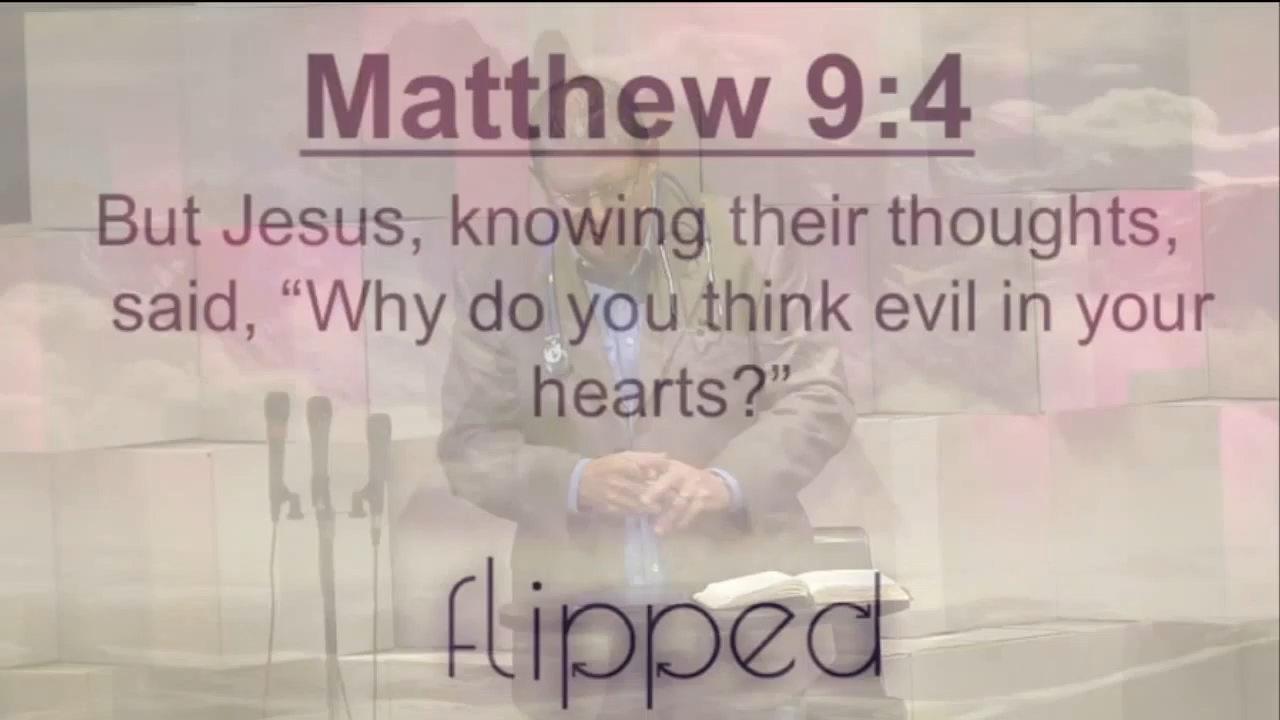 Matthew 9:4
But Jesus, knowing their thoughts,
said, “Why do you think evil in your
hearts?”
flipped